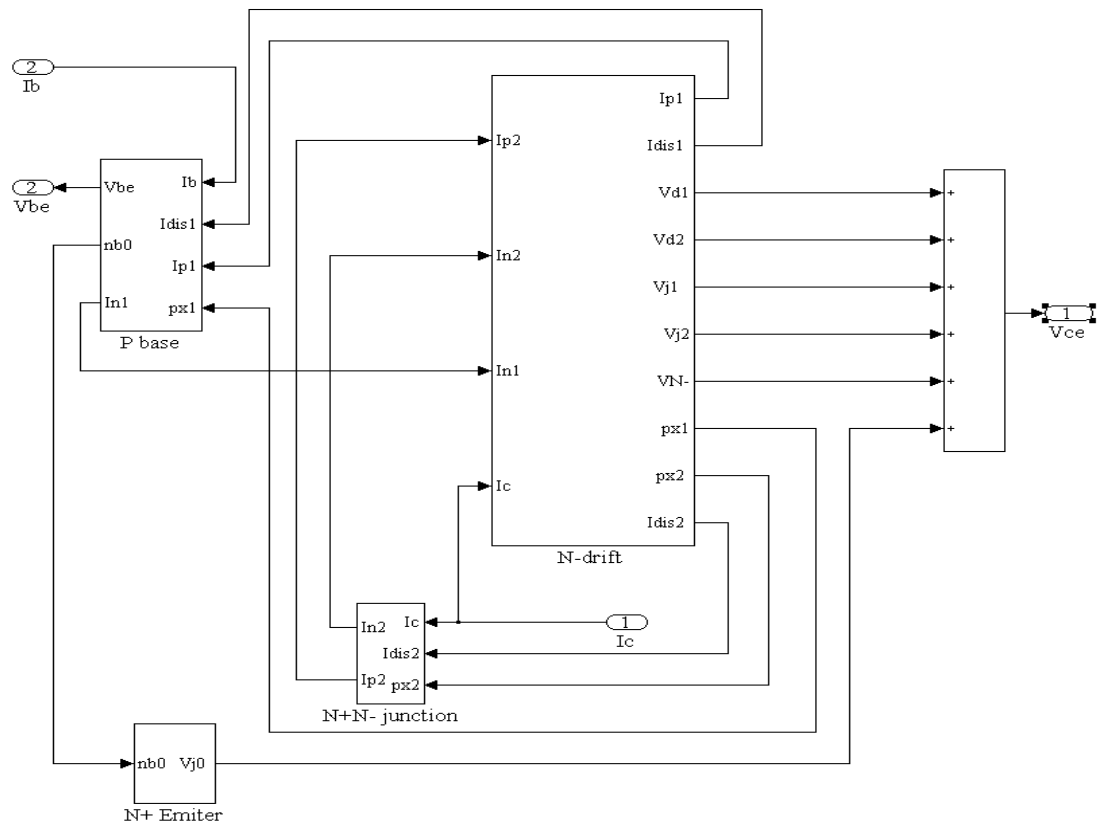 2
Ib
2
Vbe
Vbe
nb0
In1
Ib
Idis1
Ip1
px1
P base
Ip2
In2
In1
Ic
Ip1
Idis1
Vd1
Vd2
Vj1
Vj2
VN-
px1
px2
Idis2
N-drift
+
+
+
+
+
+
1
Vce
In2
Ip2
Ic
Idis2
px2
N+N- junction
1
Ic
nb0
Vj0
N+ Emiter